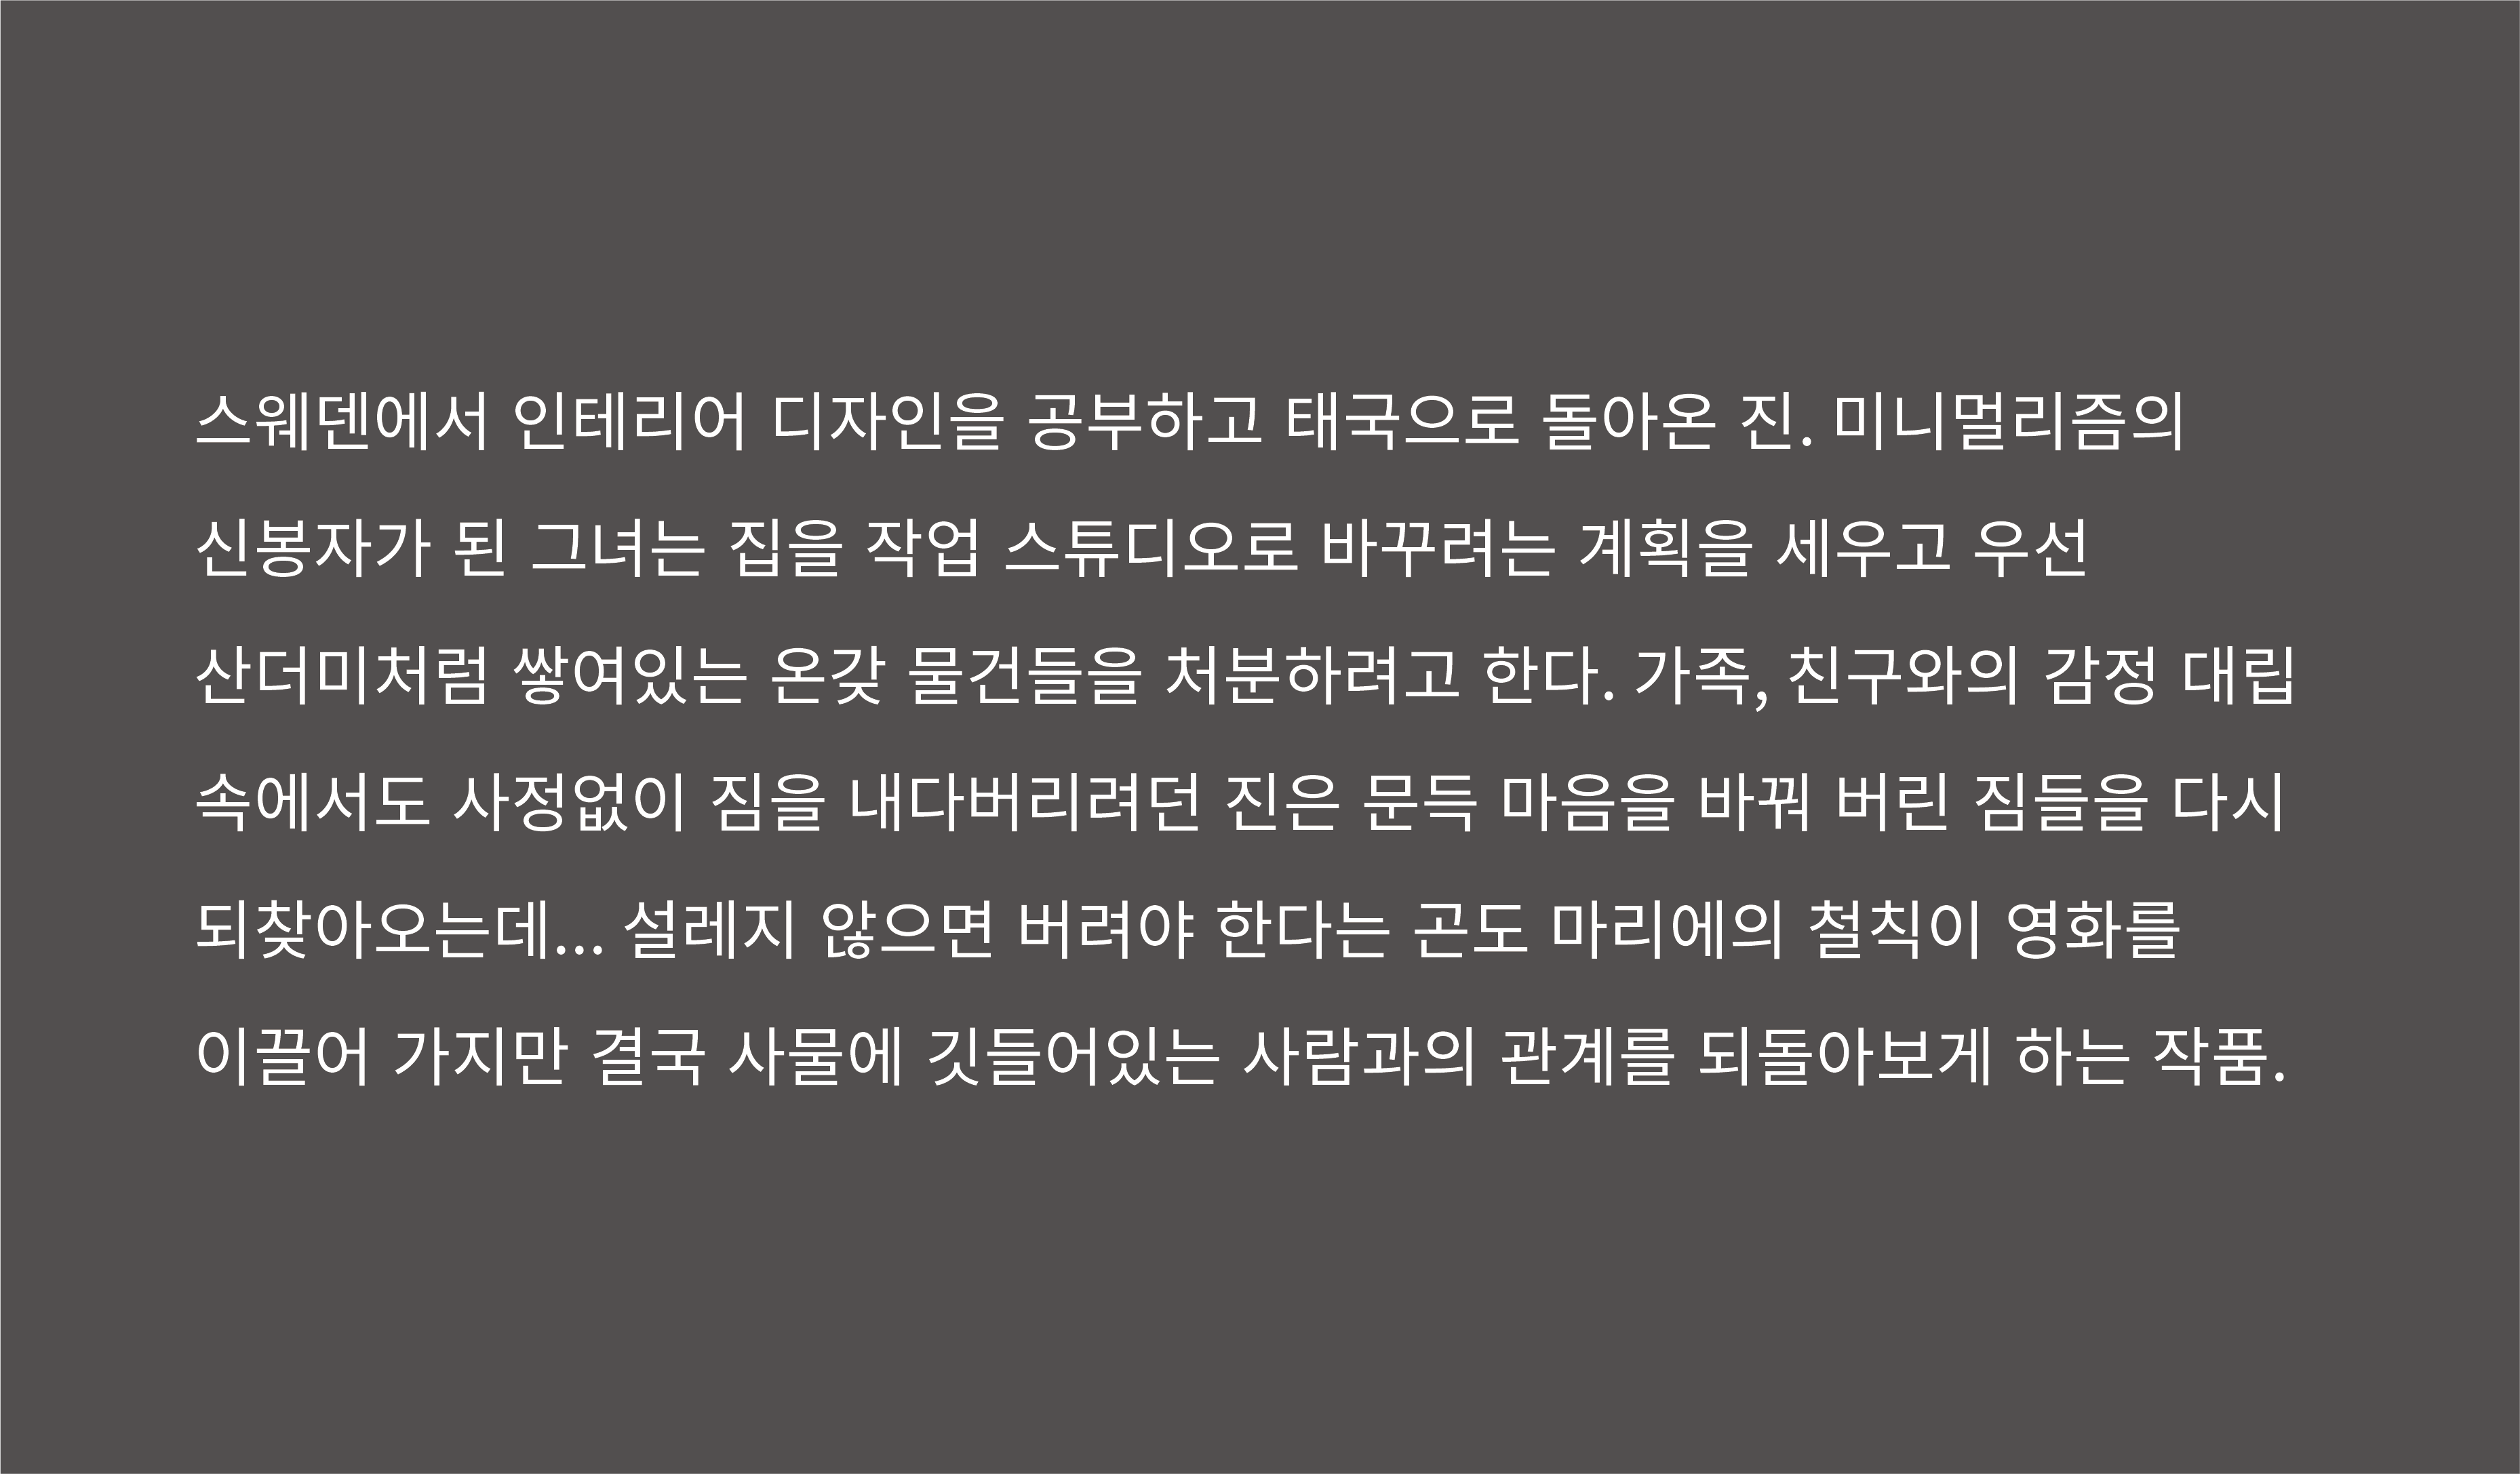 스웨덴에서 인테리어 디자인을 공부하고 태국으로 돌아온 진. 미니멀리즘의
신봉자가 된 그녀는 집을 작업 스튜디오로 바꾸려는 계획을 세우고 우선
산더미처럼 쌓여있는 온갖 물건들을 처분하려고 한다. 가족, 친구와의 감정 대립
속에서도 사정없이 짐을 내다버리려던 진은 문득 마음을 바꿔 버린 짐들을 다시
되찾아오는데... 설레지 않으면 버려야 한다는 곤도 마리에의 철칙이 영화를
이끌어 가지만 결국 사물에 깃들어있는 사람과의 관계를 되돌아보게 하는 작품.